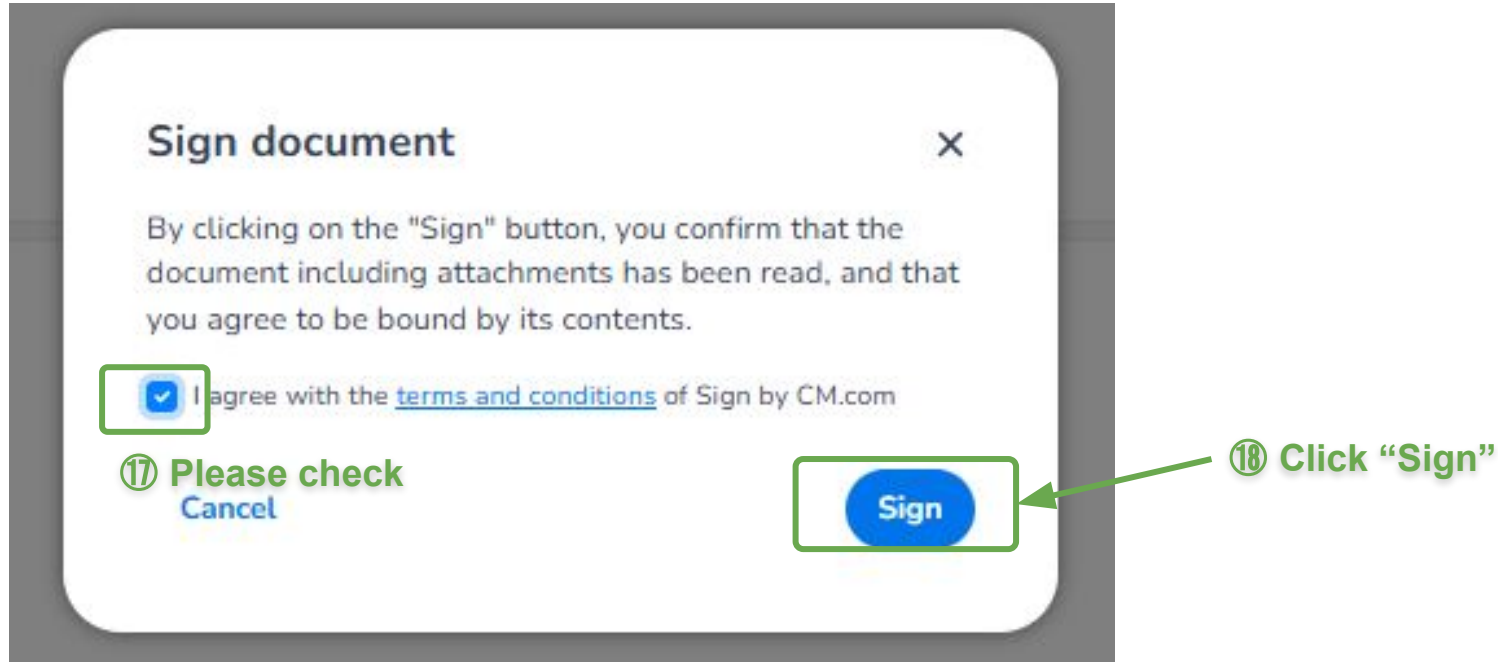 Sign document
By clicking on the "Sign" button, you confirm that the
document including attachments has been read, and that
you agree to be bound by its contents.
I agree with the terms and conditions of Sign by CM.com
⑰ Please check
⑱ Click “Sign”
Cancel
Sign